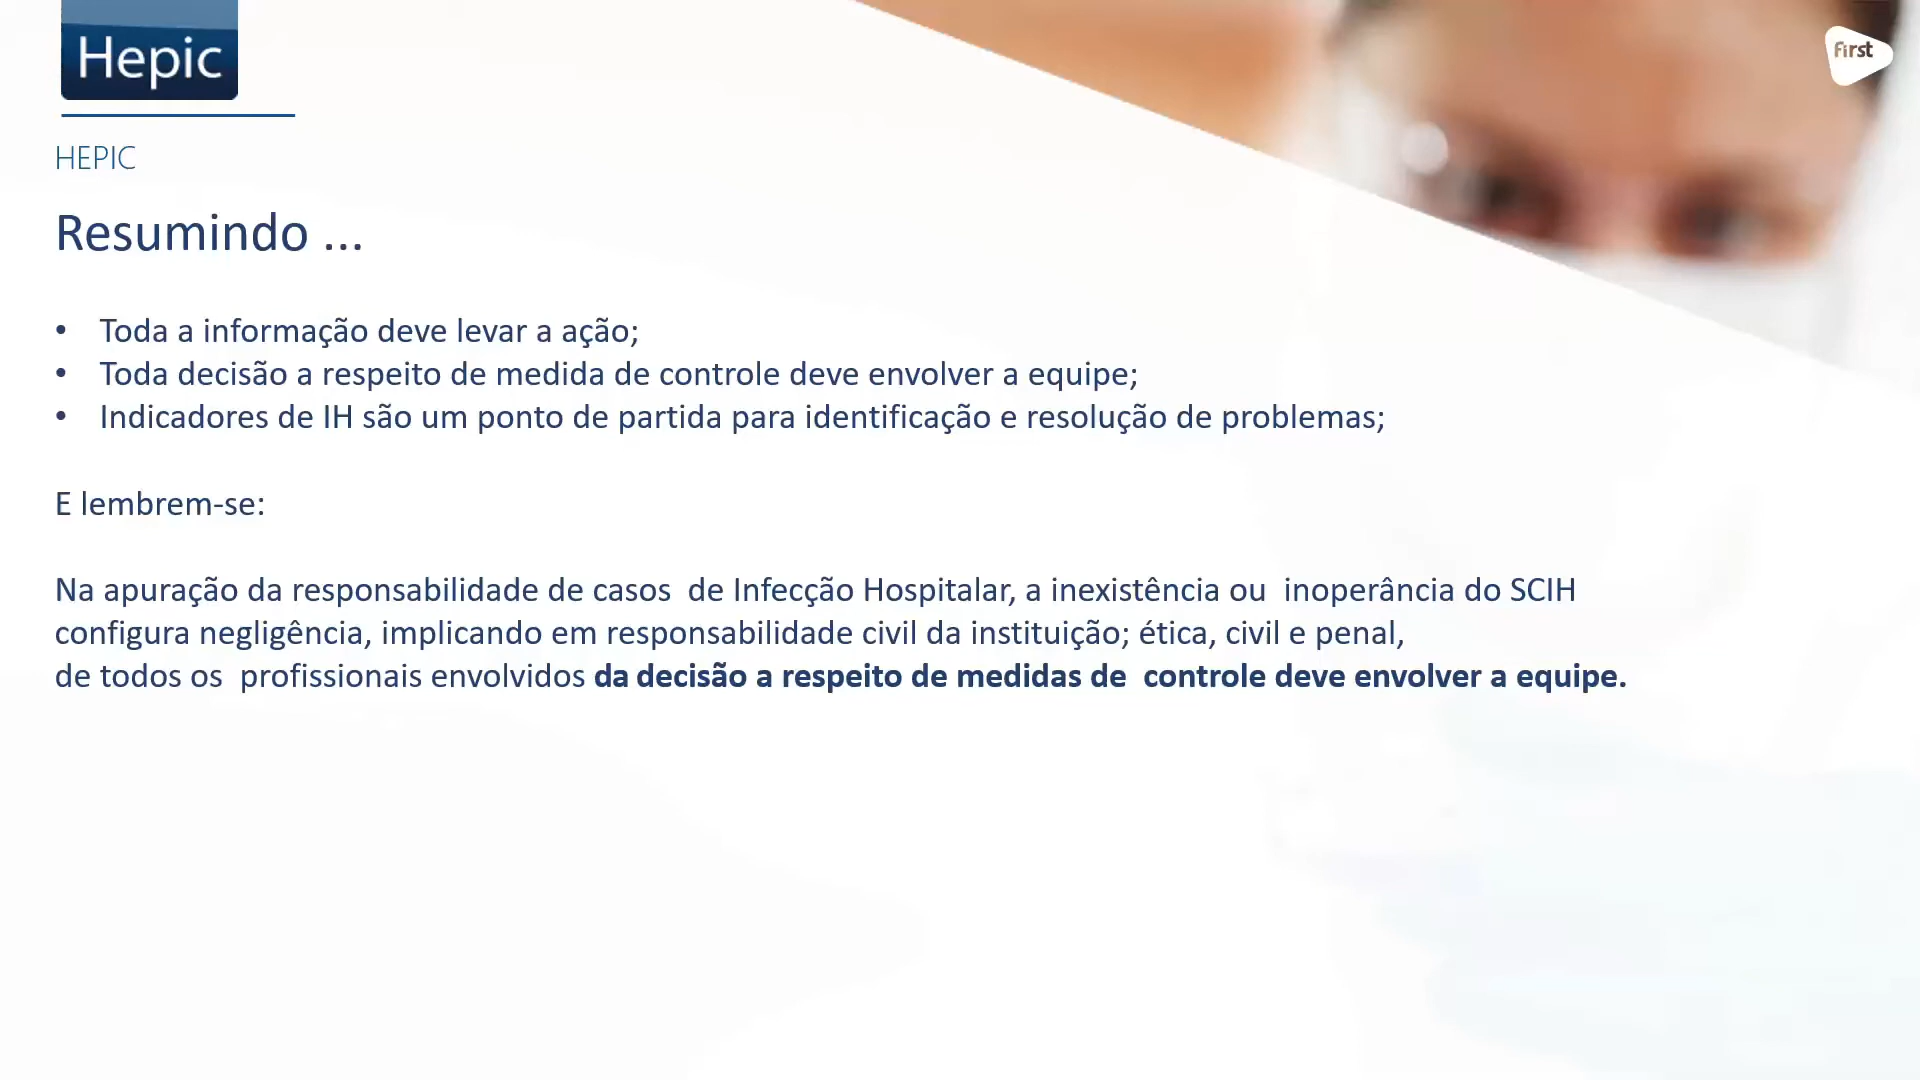 Hepic
first
HEPIC
Resumindo ...
• Toda a informação deve levar a ação;
• Toda decisão a respeito de medida de controle deve envolver a equipe;
• Indicadores de IH são um ponto de partida para identificação e resolução de problemas;
E lembrem-se:
Na apuração da responsabilidade de casos  de Infecção Hospitalar, a inexistência ou  inoperância do SCIH
configura negligência, implicando em responsabilidade civil da instituição; ética, civil e penal,
de todos os  profissionais envolvidos da decisão a respeito de medidas de  controle deve envolver a equipe.